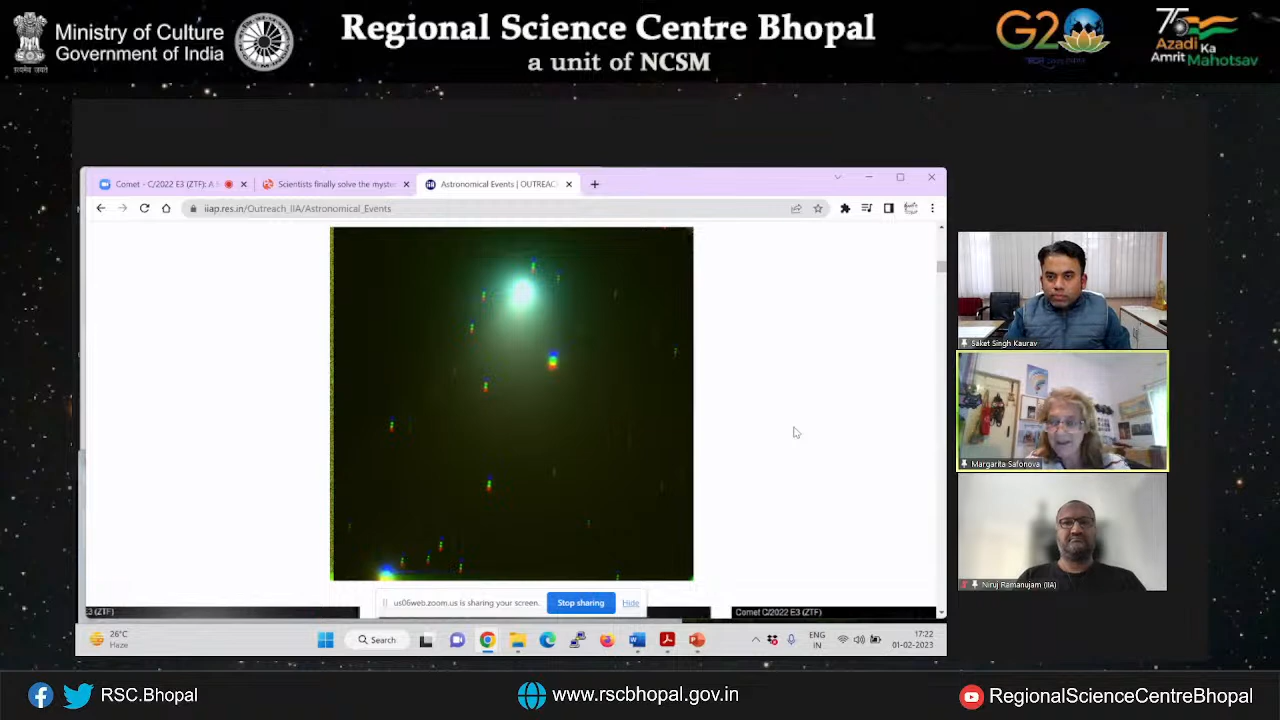 Ministry of Culture
Government of India
Regional Science Centre Bhopal
a unit of NCSM
G20
75
Azadi Ka
Amrit Mahotsav
Comet - C/2022 E3 (ZTF): A
Scientists finally solve the myste
Astronomical Events | OUTREAC
iiap.res.in/Outreach_IIA/Astronomical_Events
Saket Singh Kaurav
Margarita Safonova
Niruj Ramanujam (IIA)
us06web.zoom.us is sharing your screen.
Stop sharing
Hide
E3 (ZTF)
Comet C/2022 E3 (ZTF)
26°C
Haze
Search
ENG
IN
17:22
01-02-2023
RSC.Bhopal
www.rscbhopal.gov.in
RegionalScienceCentreBhopal